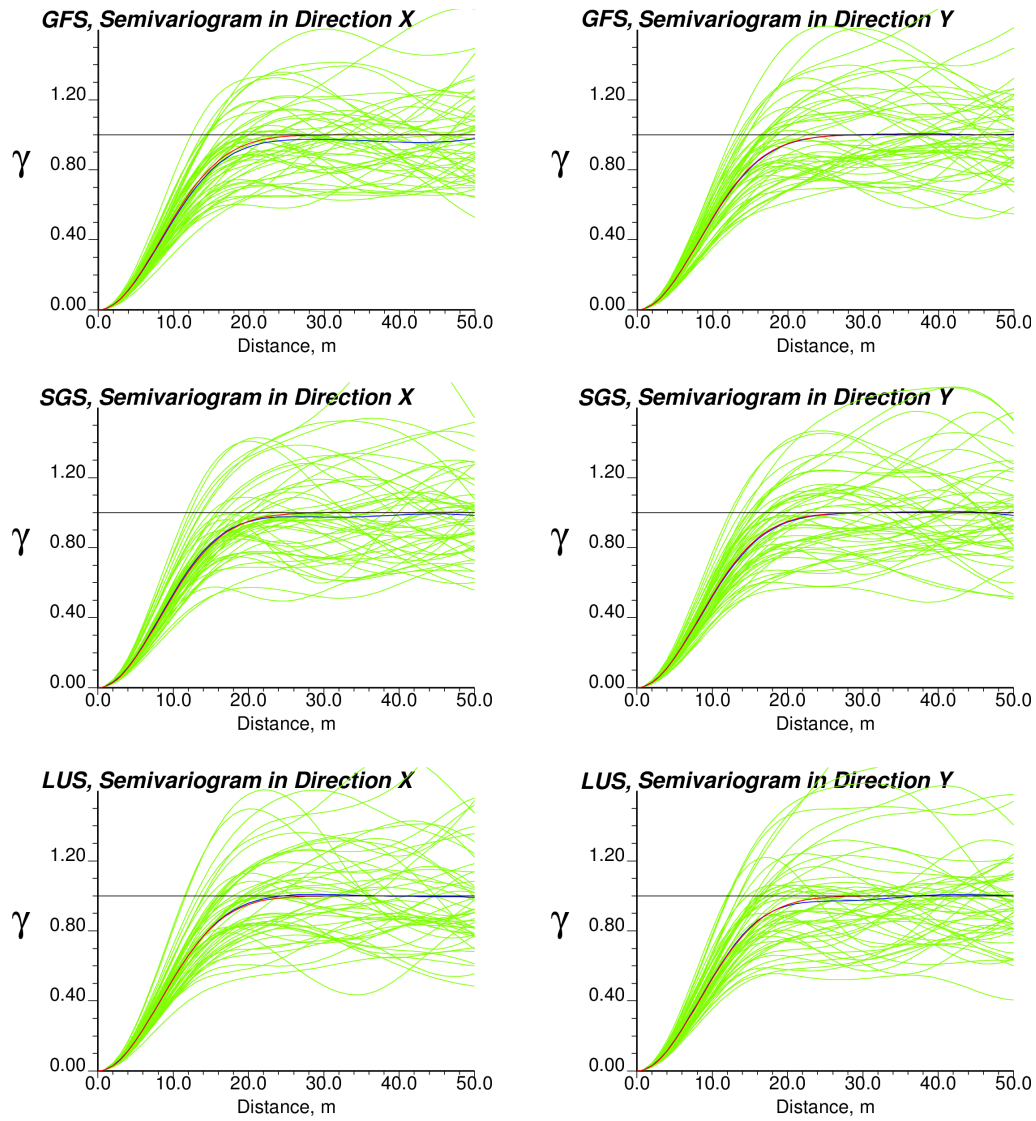 GFS, Semivariogram in Direction X
γ
1.20
0.80
0.40
0.00
0.0 10.0 20.0 30.0 40.0 50.0
Distance, m
GFS, Semivariogram in Direction Y
γ
1.20
0.80
0.40
0.00
0.0 10.0 20.0 30.0 40.0 50.0
Distance, m
SGS, Semivariogram in Direction X
γ
1.20
0.80
0.40
0.00
0.0 10.0 20.0 30.0 40.0 50.0
Distance, m
SGS, Semivariogram in Direction Y
γ
1.20
0.80
0.40
0.00
0.0 10.0 20.0 30.0 40.0 50.0
Distance, m
LUS, Semivariogram in Direction X
γ
1.20
0.80
0.40
0.00
0.0 10.0 20.0 30.0 40.0 50.0
Distance, m
LUS, Semivariogram in Direction Y
γ
1.20
0.80
0.40
0.00
0.0 10.0 20.0 30.0 40.0 50.0
Distance, m